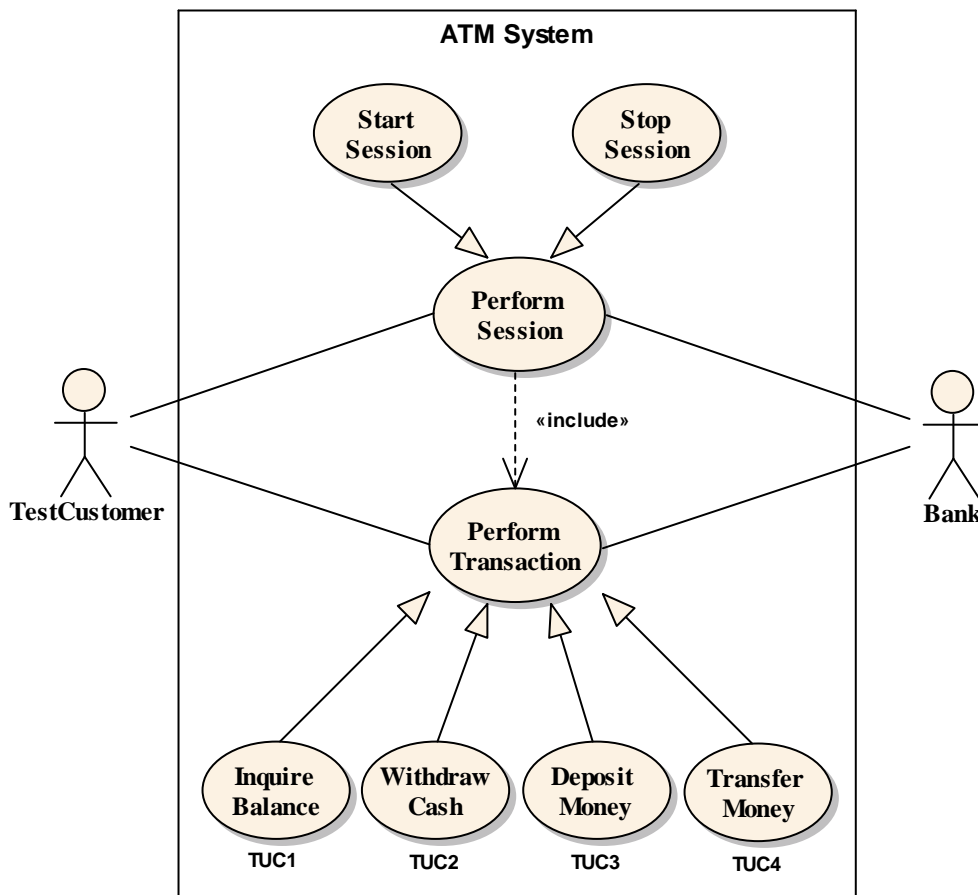 ATM System
Start
Session
Stop
Session
Perform
Session
«include»
TestCustomer
Bank
Perform
Transaction
Inquire
Balance
Withdraw
Cash
Deposit
Money
Transfer
Money
TUC1
TUC2
TUC3
TUC4